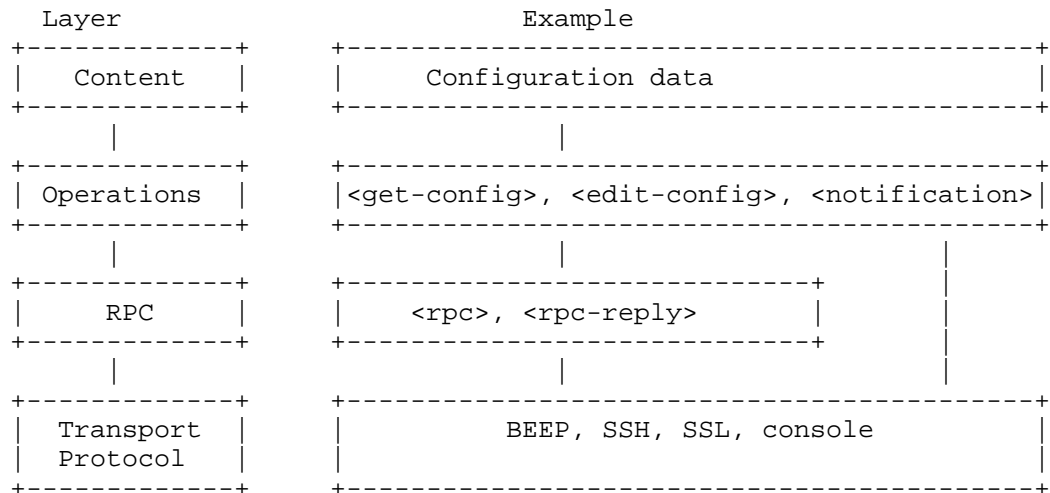 Layer Example
Content Configuration data
Operations <get-config>, <edit-config>, <notification>
RPC <rpc>, <rpc-reply>
Transport BEEP, SSH, SSL, console
Protocol